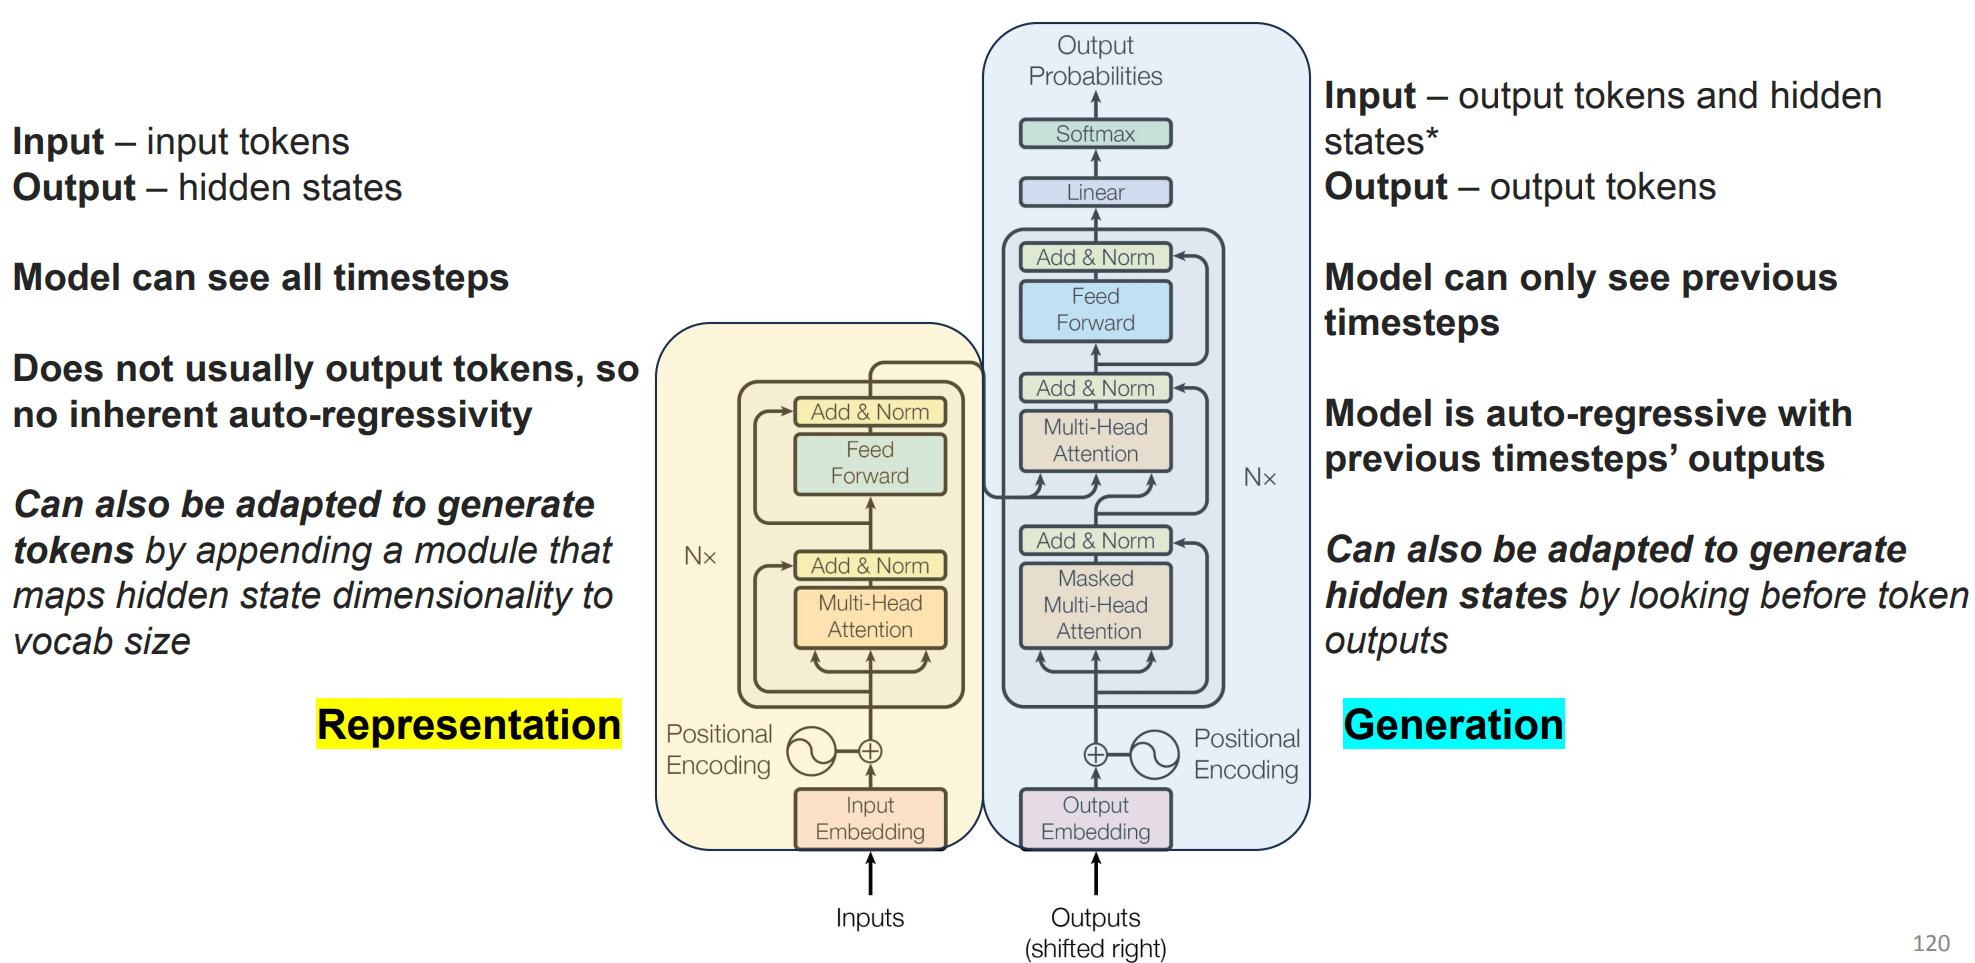 Input – input tokens
Output – hidden states
Model can see all timesteps
Does not usually output tokens, so
no inherent auto-regressivity
Can also be adapted to generate
tokens by appending a module that
maps hidden state dimensionality to
vocab size
Representation
Nx
Add & Norm
Feed
Forward
Add & Norm
Multi-Head
Attention
Positional
Encoding
Input
Embedding
Inputs
Output
Probabilities
Softmax
Linear
Add & Norm
Feed
Forward
Add & Norm
Multi-Head
Attention
Nx
Add & Norm
Masked
Multi-Head
Attention
Positional
Encoding
Output
Embedding
Outputs
(shifted right)
Input – output tokens and hidden
states*
Output – output tokens
Model can only see previous
timesteps
Model is auto-regressive with
previous timesteps’ outputs
Can also be adapted to generate
hidden states by looking before token
outputs
Generation
120